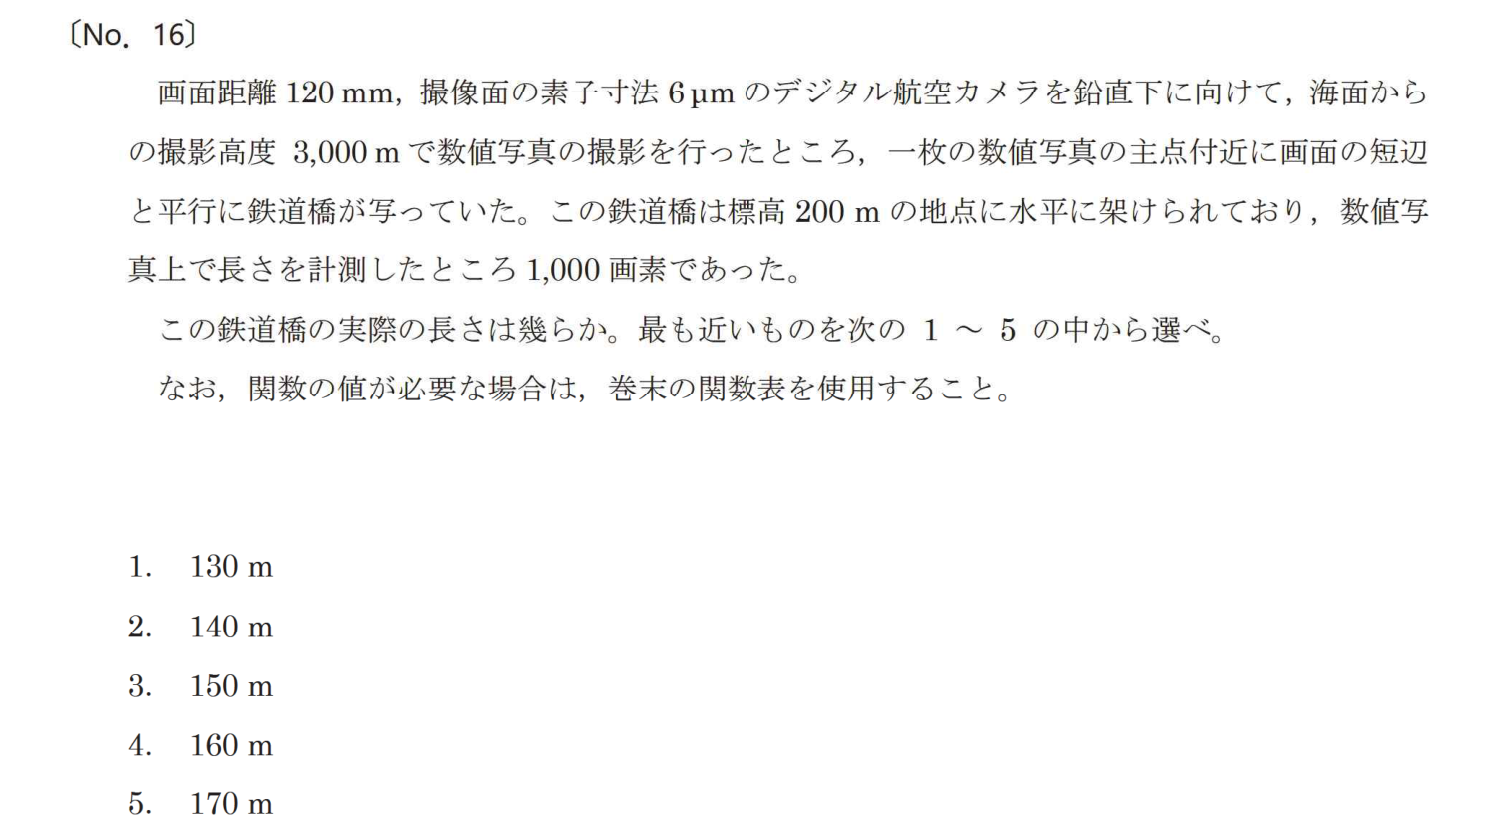 〔No. 16〕
画面距離 120 mm，撮像面の素子寸法 6 µm のデジタル航空カメラを鉛直下に向けて，海面から
の撮影高度 3,000 m で数値写真の撮影を行ったところ，一枚の数値写真の主点付近に画面の短辺
と平行に鉄道橋が写っていた。この鉄道橋は標高 200 m の地点に水平に架けられており，数値写
真上で長さを計測したところ 1,000 画素であった。
この鉄道橋の実際の長さは幾らか。最も近いものを次の 1 ～ 5 の中から選べ。
なお，関数の値が必要な場合は，巻末の関数表を使用すること。
1. 130 m
2. 140 m
3. 150 m
4. 160 m
5. 170 m